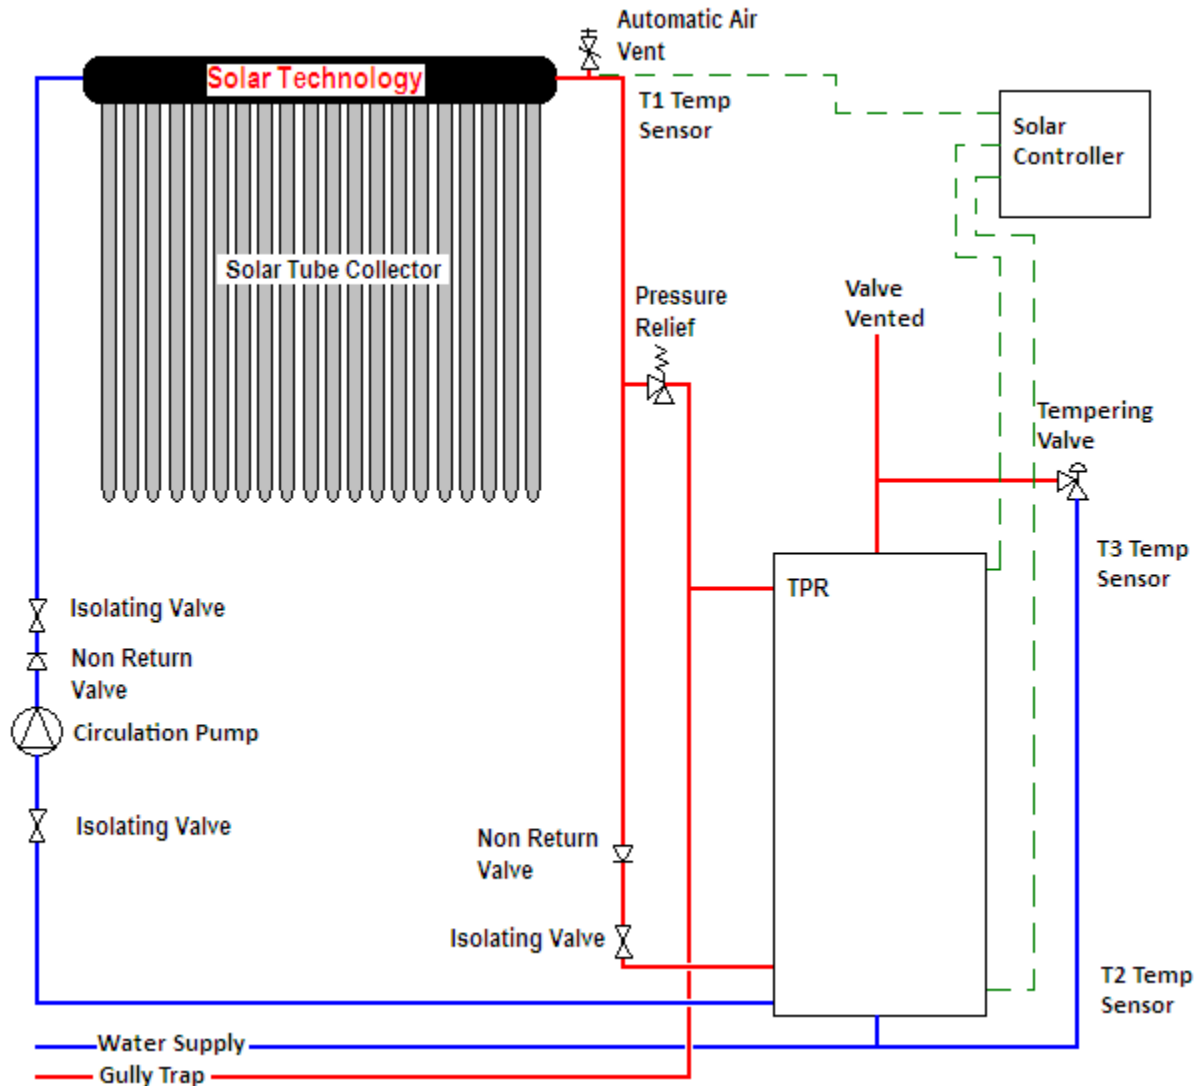 Automatic Air
Vent
Solar Technology
T1 Temp
Sensor
Solar
Controller
Solar Tube Collector
Pressure
Relief
Valve
Vented
Tempering
Valve
T3 Temp
Sensor
TPR
Isolating Valve
Non Return
Valve
Circulation Pump
Isolating Valve
Non Return
Valve
Isolating Valve
T2 Temp
Sensor
Water Supply
Gully Trap